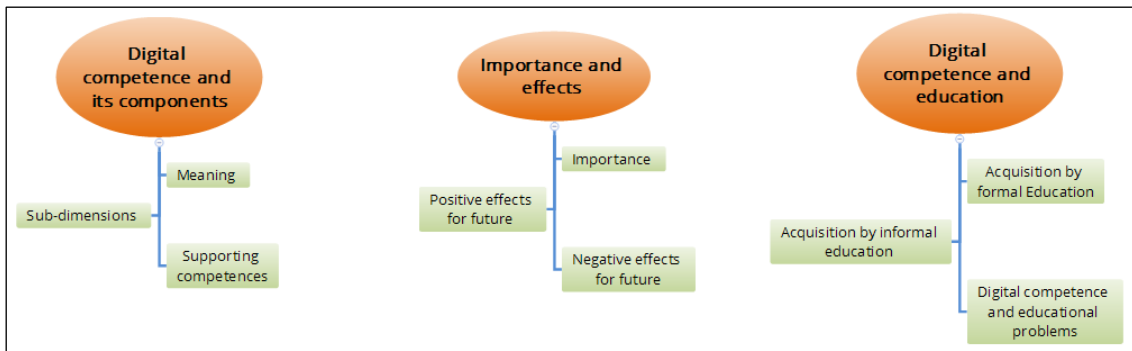 Digital
competence and
its components
Meaning
Sub-dimensions
Supporting
competences
Importance and
effects
Importance
Positive effects
for future
Negative effects
for future
Digital
competence and
education
Acquisition by
formal Education
Acquisition by informal
education
Digital competence
and educational
problems